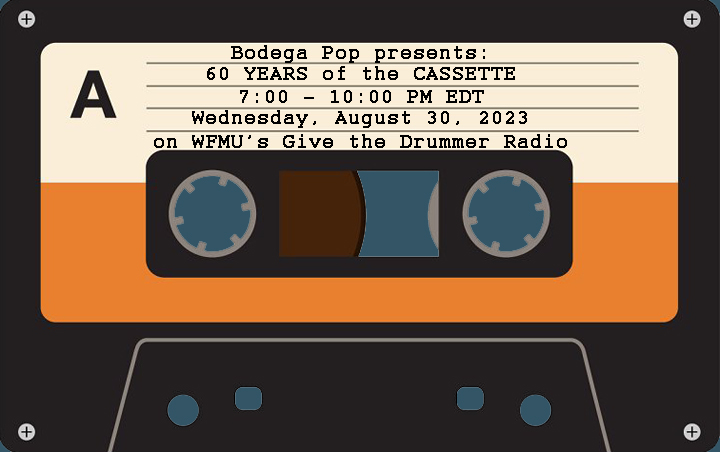 Bodega Pop presents:
60 YEARS of the CASSETTE
7:00 – 10:00 PM EDT
Wednesday, August 30, 2023
on WFMU's Give the Drummer Radio
A